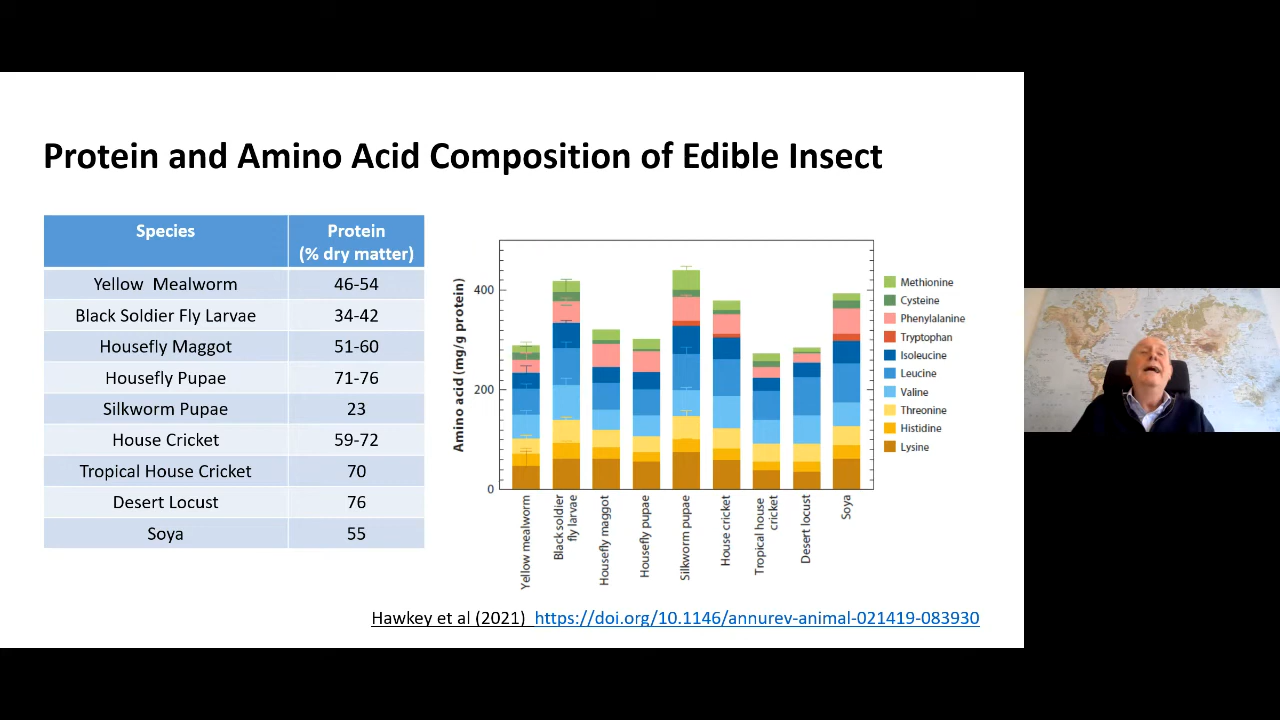 Protein and Amino Acid Composition of Edible Insect
Species
Protein
(% dry matter)
Yellow Mealworm
46-54
Black Soldier Fly Larvae
34-42
Housefly Maggot
51-60
Housefly Pupae
71-76
Silkworm Pupae
23
House Cricket
59-72
Tropical House Cricket
70
Desert Locust
76
Soya
55
Amino acid (mg/g protein)
400
200
0
Yellow mealworm
Black soldier
fly larvae
Housefly maggot
Housefly pupae
Silkworm pupae
House cricket
Tropical house
cricket
Desert locust
Soya
Methionine
Cysteine
Phenylalanine
Tryptophan
Isoleucine
Leucine
Valine
Threonine
Histidine
Lysine
Hawkey et al (2021) https://doi.org/10.1146/annurev-animal-021419-083930